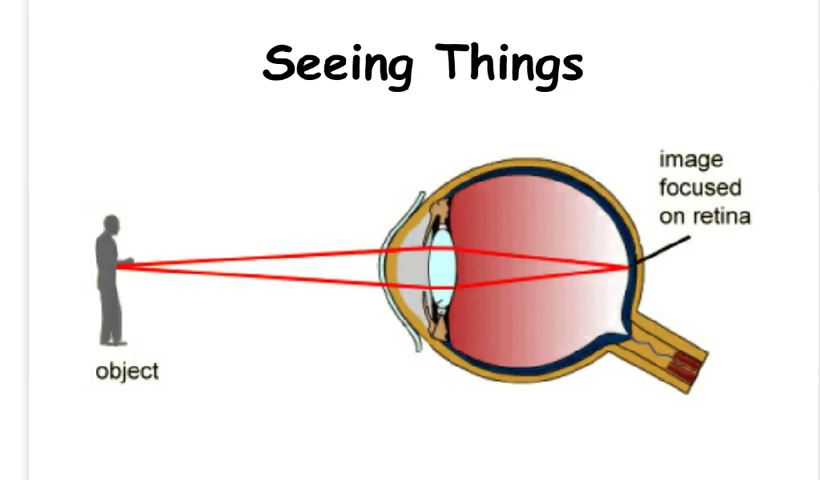 Seeing Things
image
focused
on retina
object